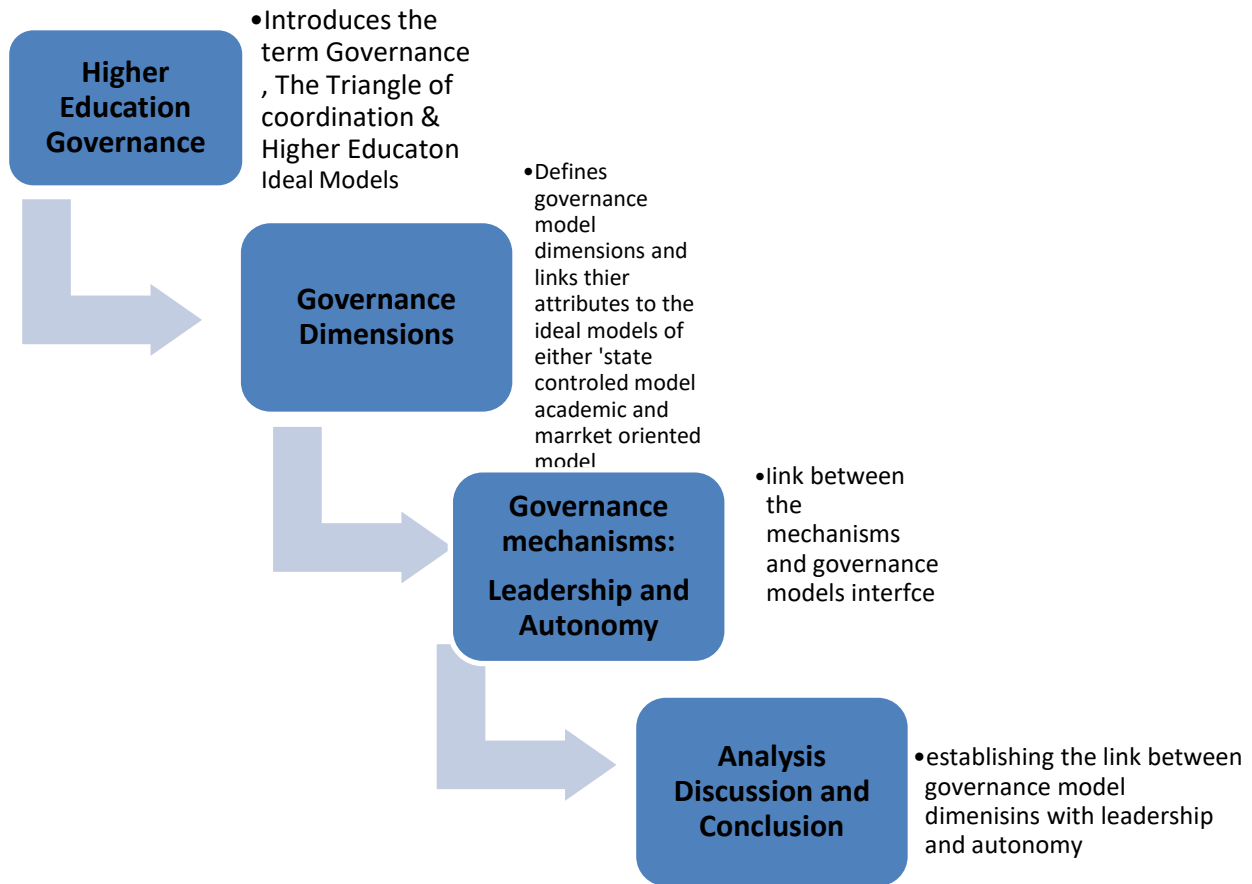 Higher
Education
Governance
•Introduces the
term Governance
, The Triangle of
coordination &
Higher Educaton
Ideal Models
Governance
Dimensions
•Defines
governance
model
dimensions and
links thier
attributes to the
ideal models of
either 'state
controled model
academic and
marrket oriented
model
Governance
mechanisms:
Leadership and
Autonomy
•link between
the
mechanisms
and governance
models interfce
Analysis
Discussion and
Conclusion
•establishing the link between
governance model
dimenisins with leadership
and autonomy